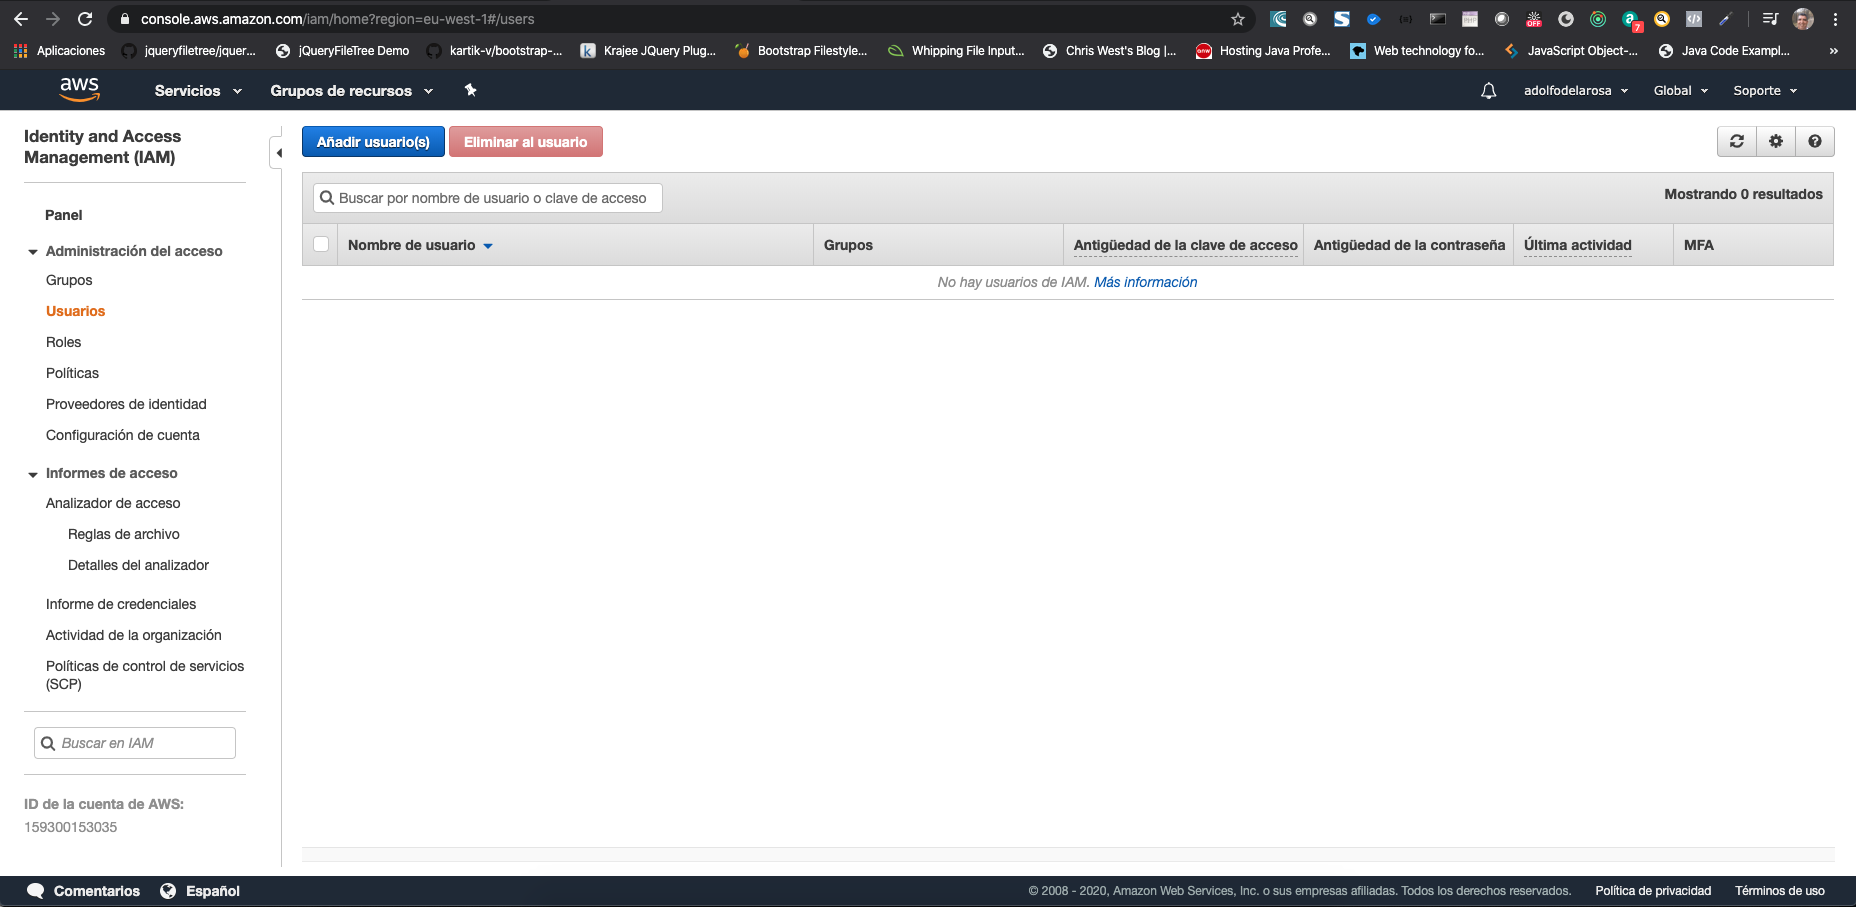 console.aws.amazon.com/iam/home?region=eu-west-1#/users
OFF
7
Aplicaciones
jqueryfiletree/jquer...
jQueryFileTree Demo
kartik-v/bootstrap-...
Krajee JQuery Plug...
Bootstrap Filestyle...
Whipping File Input...
Chris West's Blog |...
Hosting Java Profe...
Web technology fo...
JavaScript Object-...
Java Code Exampl...
»
aws
Servicios
Grupos de recursos
adolfodelarosa
Global
Soporte
Identity and Access
Management (IAM)
Panel
Administración del acceso
Grupos
Usuarios
Roles
Políticas
Proveedores de identidad
Configuración de cuenta
Informes de acceso
Analizador de acceso
Reglas de archivo
Detalles del analizador
Informe de credenciales
Actividad de la organización
Políticas de control de servicios
(SCP)
Buscar en IAM
ID de la cuenta de AWS:
159300153035
Añadir usuario(s)
Eliminar al usuario
Buscar por nombre de usuario o clave de acceso
Mostrando 0 resultados
Nombre de usuario
Grupos
Antigüedad de la clave de acceso
Antigüedad de la contraseña
Última actividad
MFA
No hay usuarios de IAM. Más información
Comentarios
Español
© 2008 - 2020, Amazon Web Services, Inc. o sus empresas afiliadas. Todos los derechos reservados.
Política de privacidad
Términos de uso